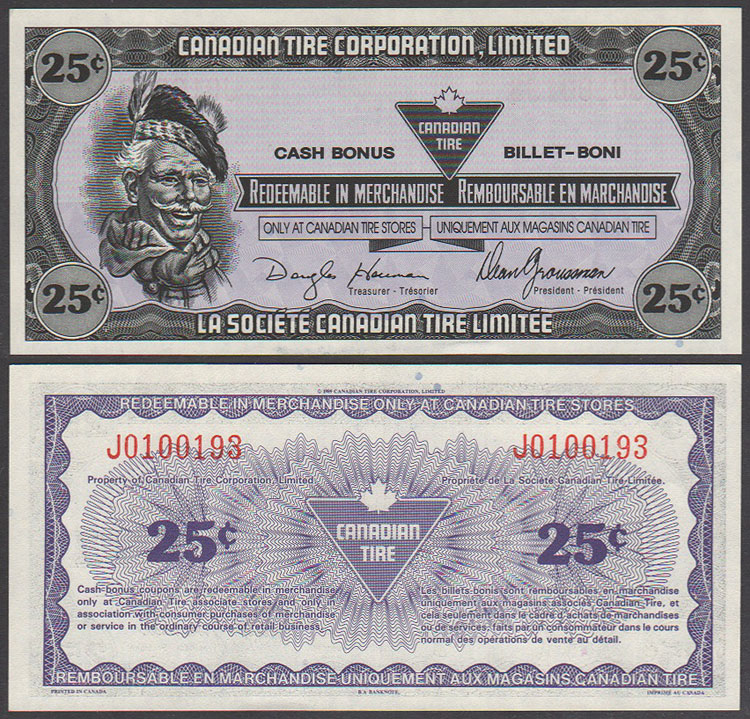 CANADIAN TIRE CORPORATION, LIMITED
25¢ 25¢
CANADIAN
TIRE
CASH BONUS BILLET-BONI
REDEEMABLE IN MERCHANDISE REMBOURSABLE EN MARCHANDISE
ONLY AT CANADIAN TIRE STORES UNIQUEMENT AUX MAGASINS CANADIAN TIRE
Treasurer - Trésorier President - Président
25¢ 25¢
LA SOCIÉTÉ CANADIAN TIRE LIMITÉE
© 1989 CANADIAN TIRE CORPORATION, LIMITED
REDEEMABLE IN MERCHANDISE ONLY AT CANADIAN TIRE STORES
J0100193 J0100193
Property of Canadian Tire Corporation, Limited Propriété de La Société Canadian Tire Limitée.
25¢ 25¢
CANADIAN
TIRE
Cash bonus coupons are redeemable in merchandise Les billets bonis sont remboursables en marchandise
only at Canadian Tire associate stores and only in uniquement aux magasins associés Canadian Tire, et
association with consumer purchases of merchandise cela seulement dans le cadre d'achats de marchandises
or service in the ordinary course of retail business. ou de services, faits par un consommateur dans le cours
normal des opérations de vente au détail.
REMBOURSABLE EN MARCHANDISE UNIQUEMENT AUX MAGASINS CANADIAN TIRE
PRINTED IN CANADA B A BANKNOTE, IMPRIMÉ AU CANADA